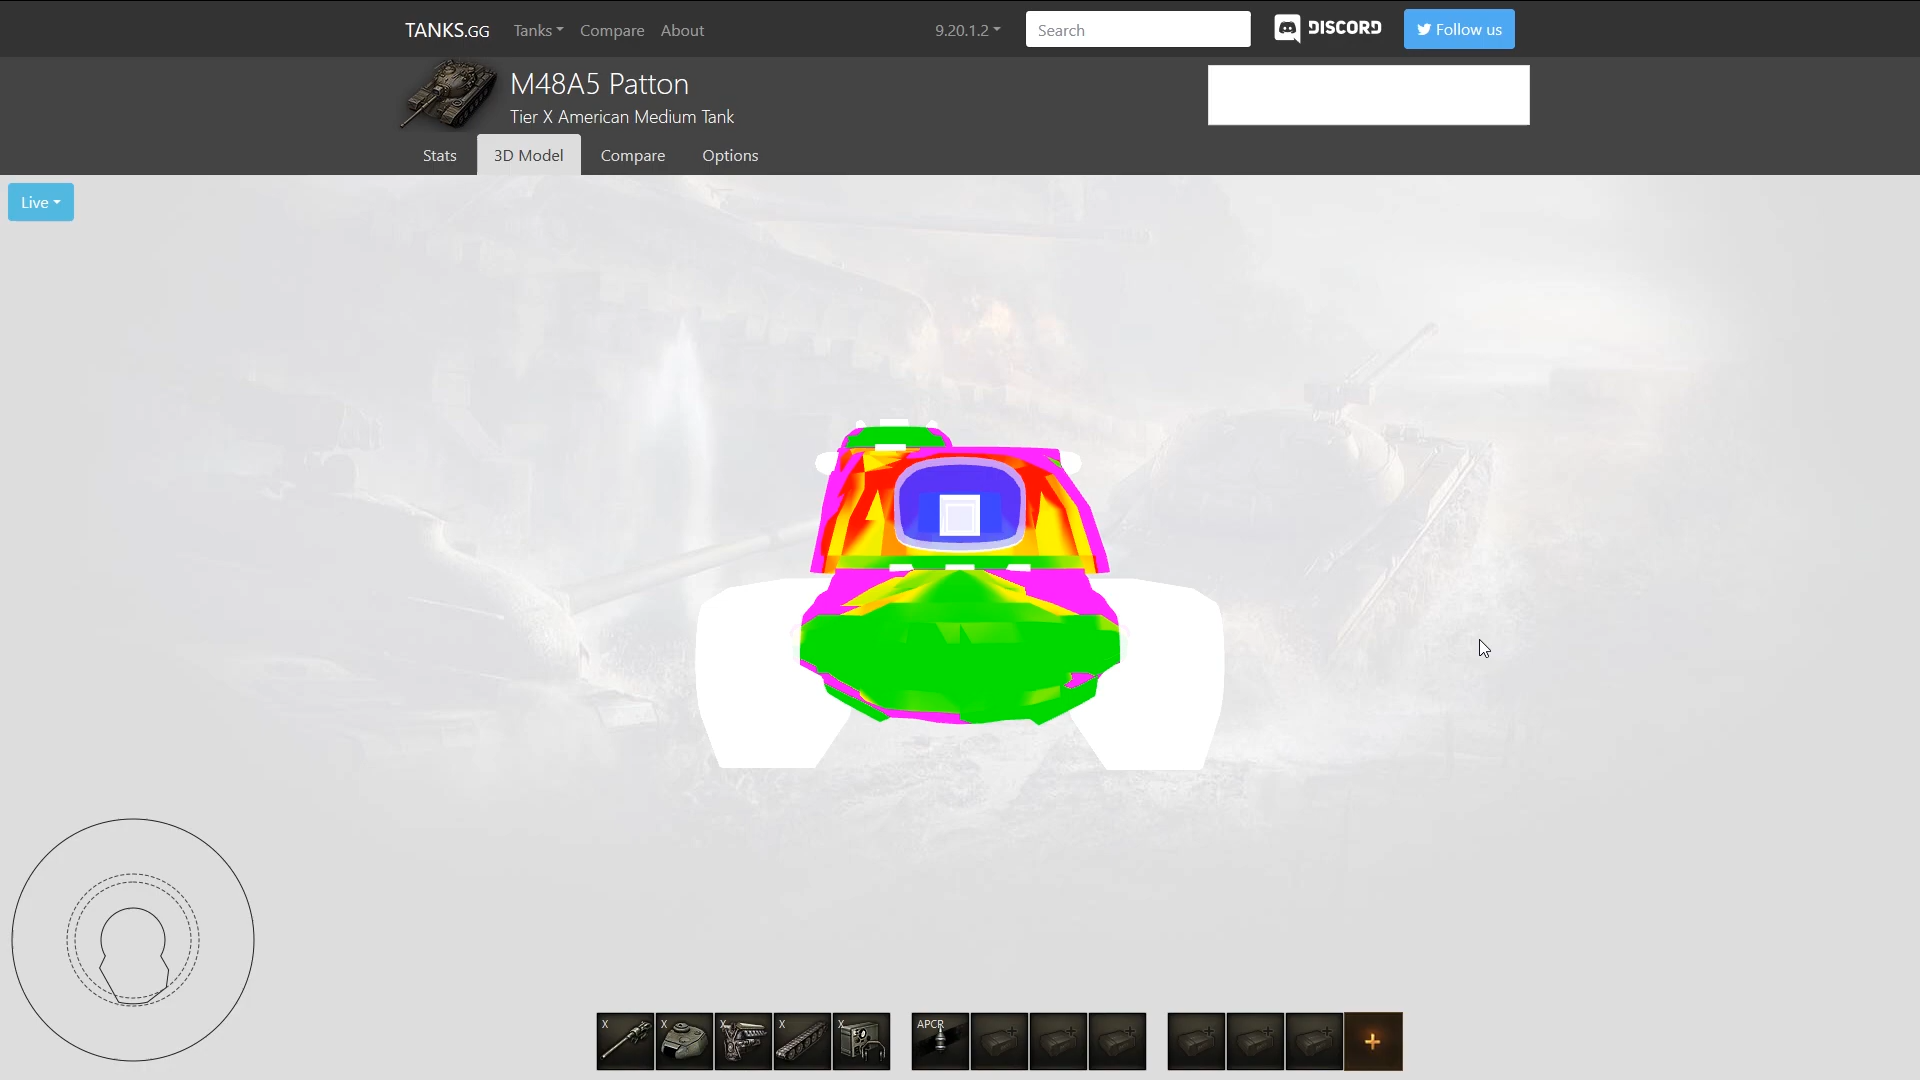 TANKS.GG Tanks Compare About 9.20.1.2 Search DISCORD Follow us
M48A5 Patton
Tier X American Medium Tank
Stats 3D Model Compare Options
Live
X X X X X APCR